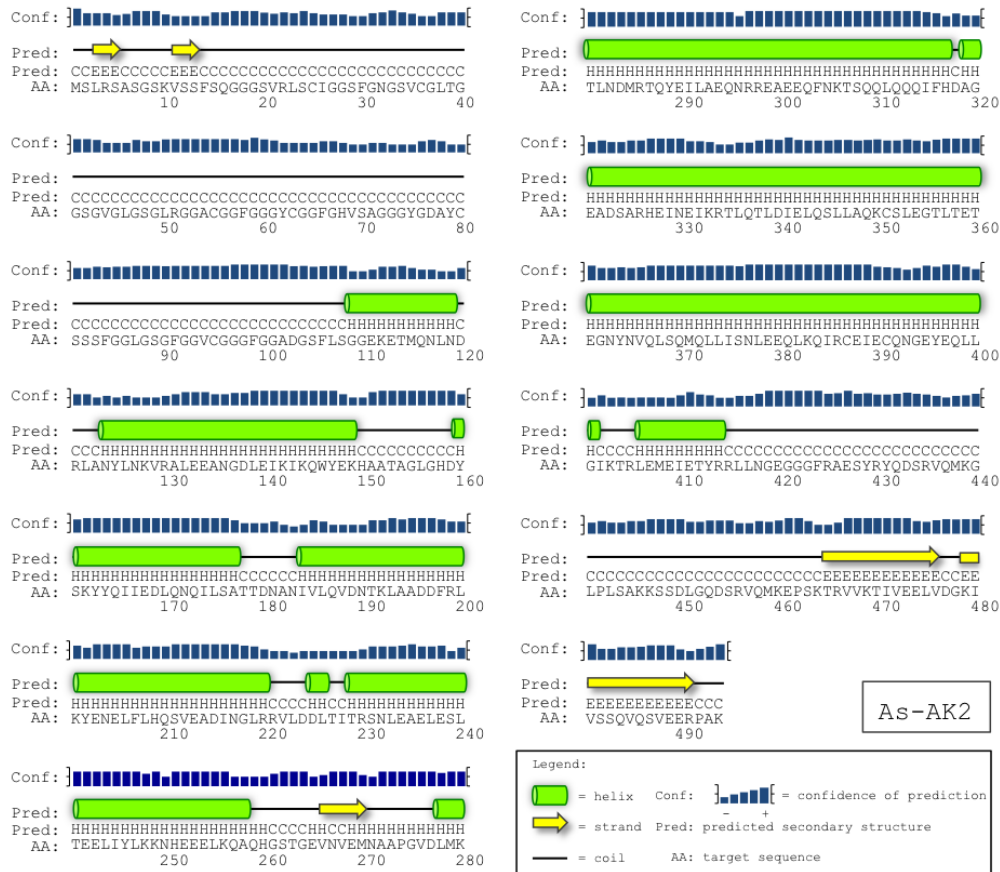 Conf:
Pred:
Pred: CCEEECCCCCEEECCCCCCCCCCCCCCCCCCCCCCCCCCC
AA: MSLRSASGSKVSSFSQGGGSVRLSCIGGSFGNGSVCGLTG
10 20 30 40
Conf:
Pred:
Pred: CCCCCCCCCCCCCCCCCCCCCCCCCCCCCCCCCCCCCCCC
AA: GSGVGLGSGLRGGACGGFGGGYCGGFGHVSAGGGYGDAYC
50 60 70 80
Conf:
Pred:
Pred: CCCCCCCCCCCCCCCCCCCCCCCCCCCCHHHHHHHHHHHC
AA: SSSFGGLGSGFGGVCGGGFGGADGSFLSGGEKETMQNLND
90 100 110 120
Conf:
Pred:
Pred: CCCHHHHHHHHHHHHHHHHHHHHHHHHHHCCCCCCCCCCH
AA: RLANYLNKVRALEEANGDLEIKIKQWYEKHAATAGLGHDY
130 140 150 160
Conf:
Pred:
Pred: HHHHHHHHHHHHHHHHHCCCCCCHHHHHHHHHHHHHHHHH
AA: SKYYQIIEDLQNQILSATTDNANIVLQVDNTKLAADDFRL
170 180 190 200
Conf:
Pred:
Pred: HHHHHHHHHHHHHHHHHHHHCCCCHHCCHHHHHHHHHHHH
AA: KYENELFLHQSVEADINGLRRVLDDLTITRSNLEAELESL
210 220 230 240
Conf:
Pred:
Pred: HHHHHHHHHHHHHHHHHHHCCCCHHCCHHHHHHHHHHHHH
AA: TEELIYLKKNHEEELKQAQHGSTGEVNVEMNAAPGVDLMK
250 260 270 280
Conf:
Pred:
Pred: HHHHHHHHHHHHHHHHHHHHHHHHHHHHHHHHHHHHHCHH
AA: TLNDMRTQYEILAEQNRREAEEQFNKTSQQLQQQIFHDAG
290 300 310 320
Conf:
Pred:
Pred: HHHHHHHHHHHHHHHHHHHHHHHHHHHHHHHHHHHHHHHH
AA: EADSARHEINEIKRTLQTLDIELQSLLAQKCSLEGTLTET
330 340 350 360
Conf:
Pred:
Pred: HHHHHHHHHHHHHHHHHHHHHHHHHHHHHHHHHHHHHHHH
AA: EGNYNVQLSQMQLLISNLEEQLKQIRCEIECQNGEYEQLL
370 380 390 400
Conf:
Pred:
Pred: HCCCCHHHHHHHHHCCCCCCCCCCCCCCCCCCCCCCCCCC
AA: GIKTRLEMEIETYRRLLNGEGGGFRAESYRYQDSRVQMKG
410 420 430 440
Conf:
Pred:
Pred: CCCCCCCCCCCCCCCCCCCCCCCCEEEEEEEEEEEECCEE
AA: LPLSAKKSSDLGQDSRVQMKEPSKTRVVKTIVEELVDGKI
450 460 470 480
Conf:
Pred:
Pred: EEEEEEEEEEECCC
AA: VSSQVQSVEERPAK
490
As-AK2
Legend:
= helix Conf: = confidence of prediction
- +
= strand Pred: predicted secondary structure
= coil AA: target sequence